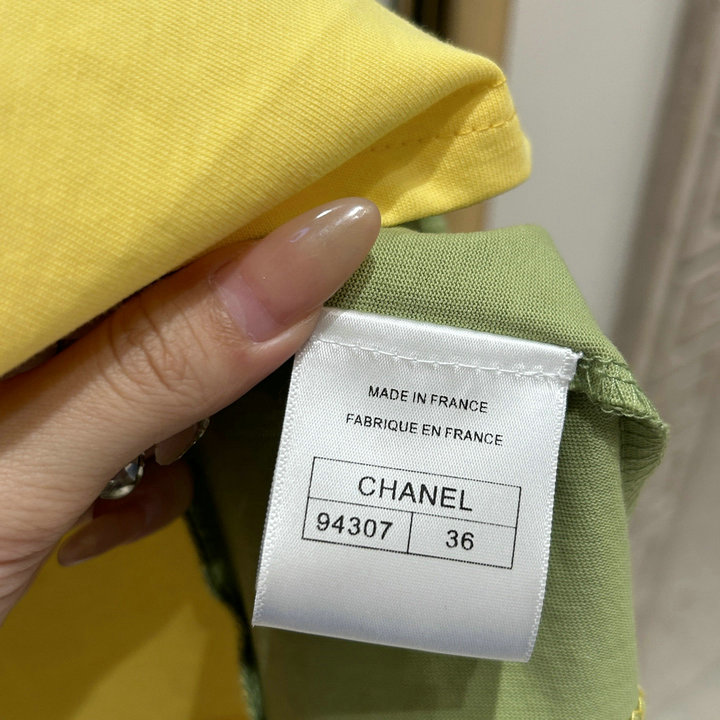 MADE IN FRANCE
FABRIQUE EN FRANCE
CHANEL
94307 36